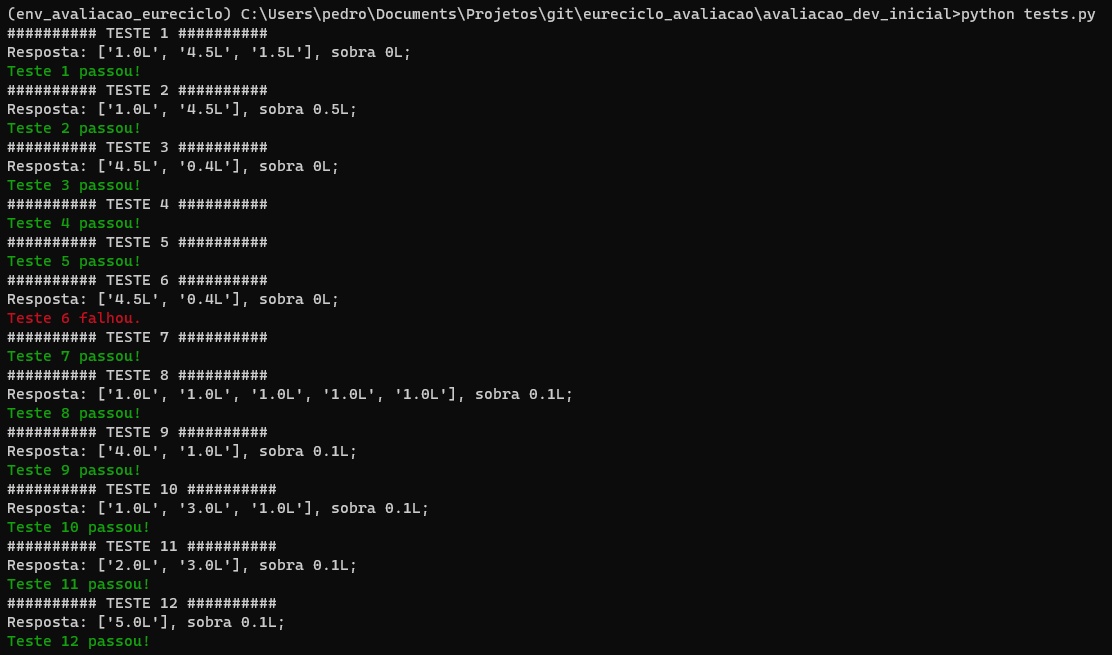 (env_avaliacao_eureciclo) C:\Users\pedro\Documents\Projetos\git\eureciclo_avaliacao\avaliacao_dev_inicial>python tests.py
########## TESTE 1 ##########
Resposta: ['1.0L', '4.5L', '1.5L'], sobra 0L;
Teste 1 passou!
########## TESTE 2 ##########
Resposta: ['1.0L', '4.5L'], sobra 0.5L;
Teste 2 passou!
########## TESTE 3 ##########
Resposta: ['4.5L', '0.4L'], sobra 0L;
Teste 3 passou!
########## TESTE 4 ##########
Teste 4 passou!
########## TESTE 5 ##########
Teste 5 passou!
########## TESTE 6 ##########
Resposta: ['4.5L', '0.4L'], sobra 0L;
Teste 6 falhou.
########## TESTE 7 ##########
Teste 7 passou!
########## TESTE 8 ##########
Resposta: ['1.0L', '1.0L', '1.0L', '1.0L', '1.0L'], sobra 0.1L;
Teste 8 passou!
########## TESTE 9 ##########
Resposta: ['4.0L', '1.0L'], sobra 0.1L;
Teste 9 passou!
########## TESTE 10 ##########
Resposta: ['1.0L', '3.0L', '1.0L'], sobra 0.1L;
Teste 10 passou!
########## TESTE 11 ##########
Resposta: ['2.0L', '3.0L'], sobra 0.1L;
Teste 11 passou!
########## TESTE 12 ##########
Resposta: ['5.0L'], sobra 0.1L;
Teste 12 passou!